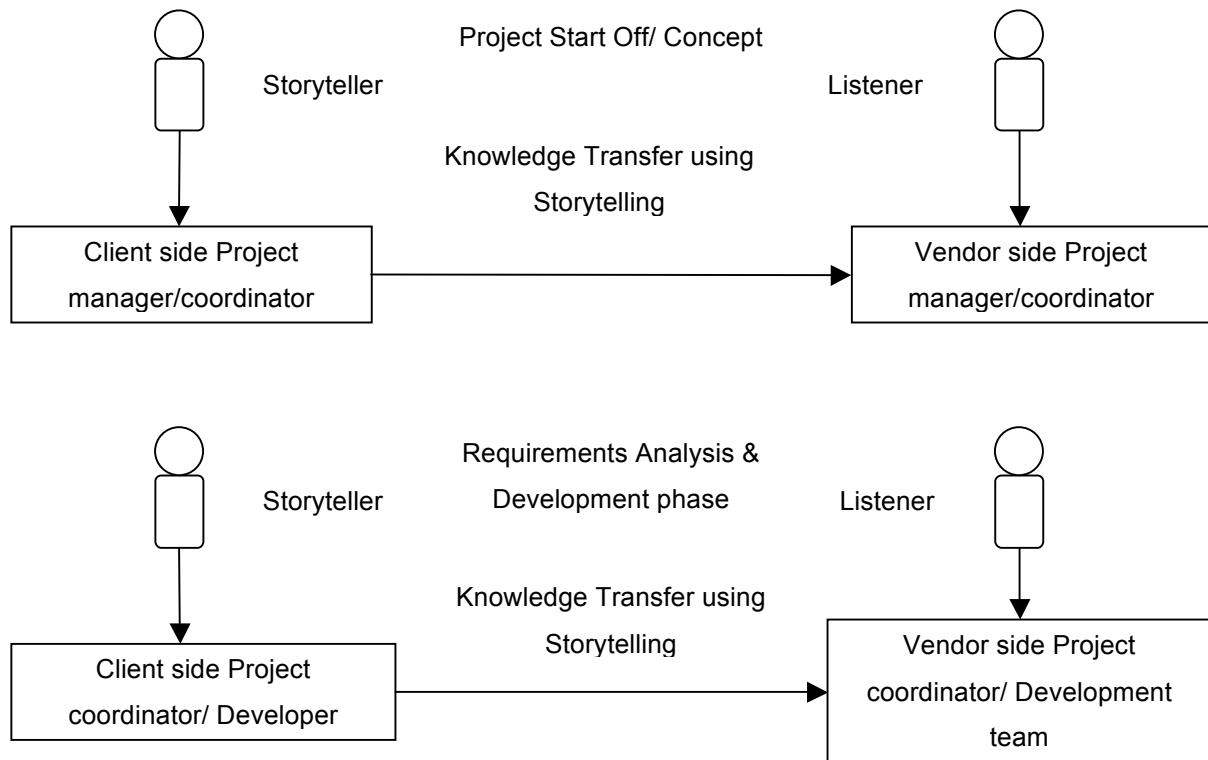 Project Start Off/ Concept
Storyteller
Listener
Knowledge Transfer using
Storytelling
Client side Project
manager/coordinator
Vendor side Project
manager/coordinator
Requirements Analysis &
Development phase
Storyteller
Listener
Knowledge Transfer using
Storytelling
Client side Project
coordinator/ Developer
Vendor side Project
coordinator/ Development
team